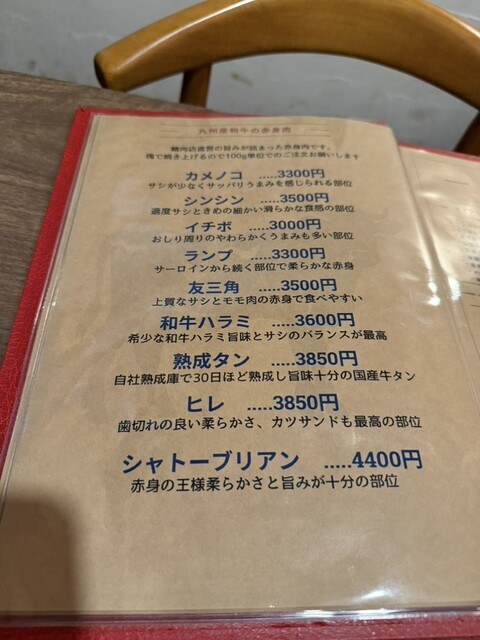 九州産和牛の赤身肉
精肉店直営の旨みが詰まった赤身肉です。
塊で焼き上げるので100g単位でのご注文お願いします
カメノコ .....3300円
サシが少なくサッパリうまみを感じられる部位
シンシン .....3500円
適度サシときめの細かい滑らかな食感の部位
イチボ .....3000円
おしり周りのやわらかくうまみも多い部位
ランプ .....3300円
サーロインから続く部位で柔らかな赤身
友三角 .....3500円
上質なサシとモモ肉の赤身で食べやすい
和牛ハラミ .....3600円
希少な和牛ハラミ旨味とサシのバランスが最高
熟成タン .....3850円
自社熟成庫で30日ほど熟成し旨味十分の国産牛タン
ヒレ .....3850円
歯切れの良い柔らかさ、カツサンドも最高の部位
シャトーブリアン .....4400円
赤身の王様柔らかさと旨みが十分の部位